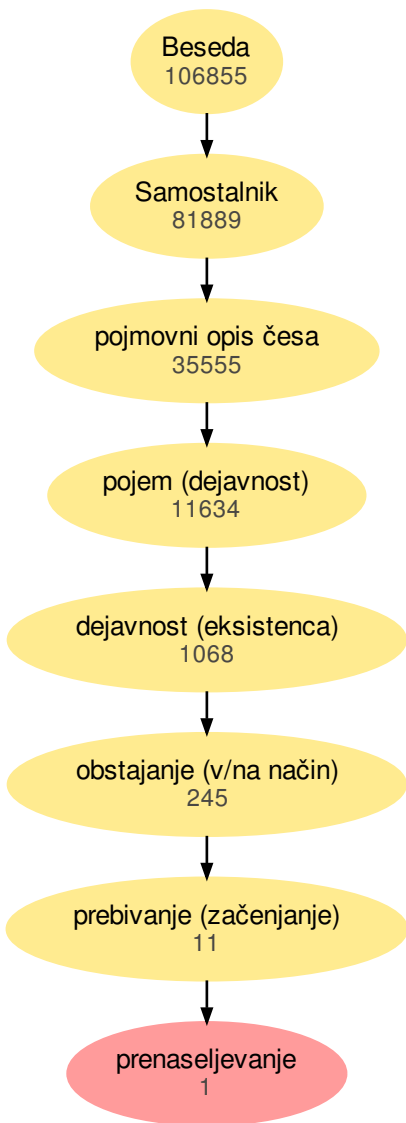 Beseda
106855
Samostalnik
81889
pojmovni opis česa
35555
pojem (dejavnost)
11634
dejavnost (eksistenca)
1068
obstajanje (v/na način)
245
prebivanje (začenjanje)
11
prenaseljevanje
1